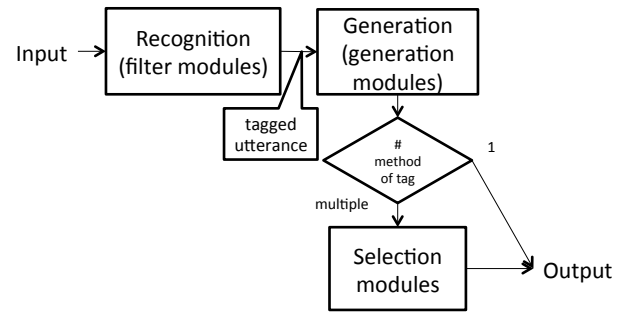 Input
Recognition
(filter modules)
Generation
(generation
modules)
tagged
utterance
#
method
of tag
1
multiple
Selection
modules
Output